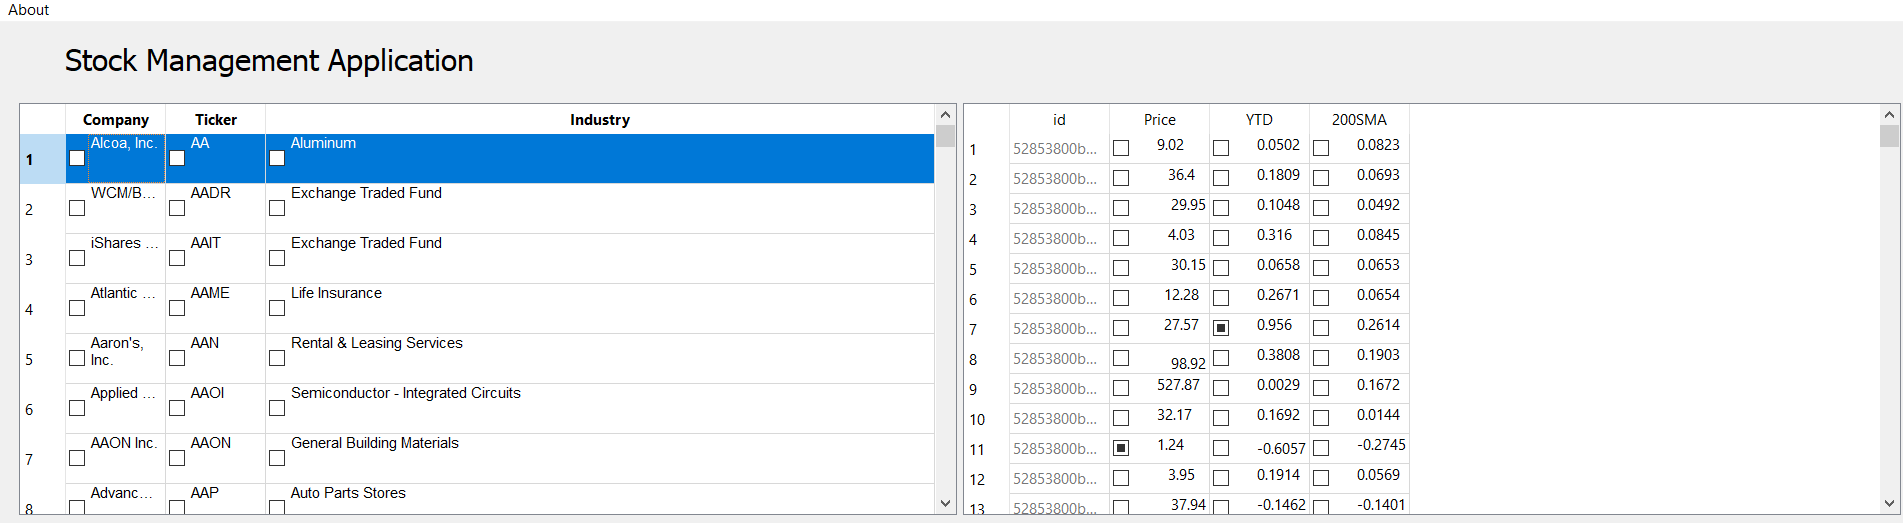 About
Stock Management Application
Company Ticker Industry
1 Alcoa, Inc. AA Aluminum
2 WCM/B... AADR Exchange Traded Fund
3 iShares ... AAIT Exchange Traded Fund
4 Atlantic ... AAME Life Insurance
5 Aaron's, Inc. AAN Rental & Leasing Services
6 Applied ... AAOI Semiconductor - Integrated Circuits
7 AAON Inc. AAON General Building Materials
8 Advanc... AAP Auto Parts Stores
id Price YTD 200SMA
1 52853800b... 9.02 0.0502 0.0823
2 52853800b... 36.4 0.1809 0.0693
3 52853800b... 29.95 0.1048 0.0492
4 52853800b... 4.03 0.316 0.0845
5 52853800b... 30.15 0.0658 0.0653
6 52853800b... 12.28 0.2671 0.0654
7 52853800b... 27.57 0.956 0.2614
8 52853800b... 98.92 0.3808 0.1903
9 52853800b... 527.87 0.0029 0.1672
10 52853800b... 32.17 0.1692 0.0144
11 52853800b... 1.24 -0.6057 -0.2745
12 52853800b... 3.95 0.1914 0.0569
13 52853800b... 37.94 -0.1462 -0.1401